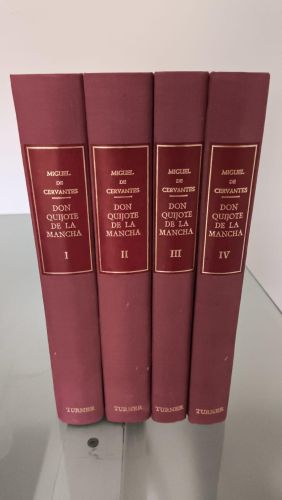 MIGUEL
DE
CERVANTES
DON
QUIJOTE
DE LA
MANCHA
I
TURNER
MIGUEL
DE
CERVANTES
DON
QUIJOTE
DE LA
MANCHA
II
TURNER
MIGUEL
DE
CERVANTES
DON
QUIJOTE
DE LA
MANCHA
III
TURNER
MIGUEL
DE
CERVANTES
DON
QUIJOTE
DE LA
MANCHA
IV
TURNER